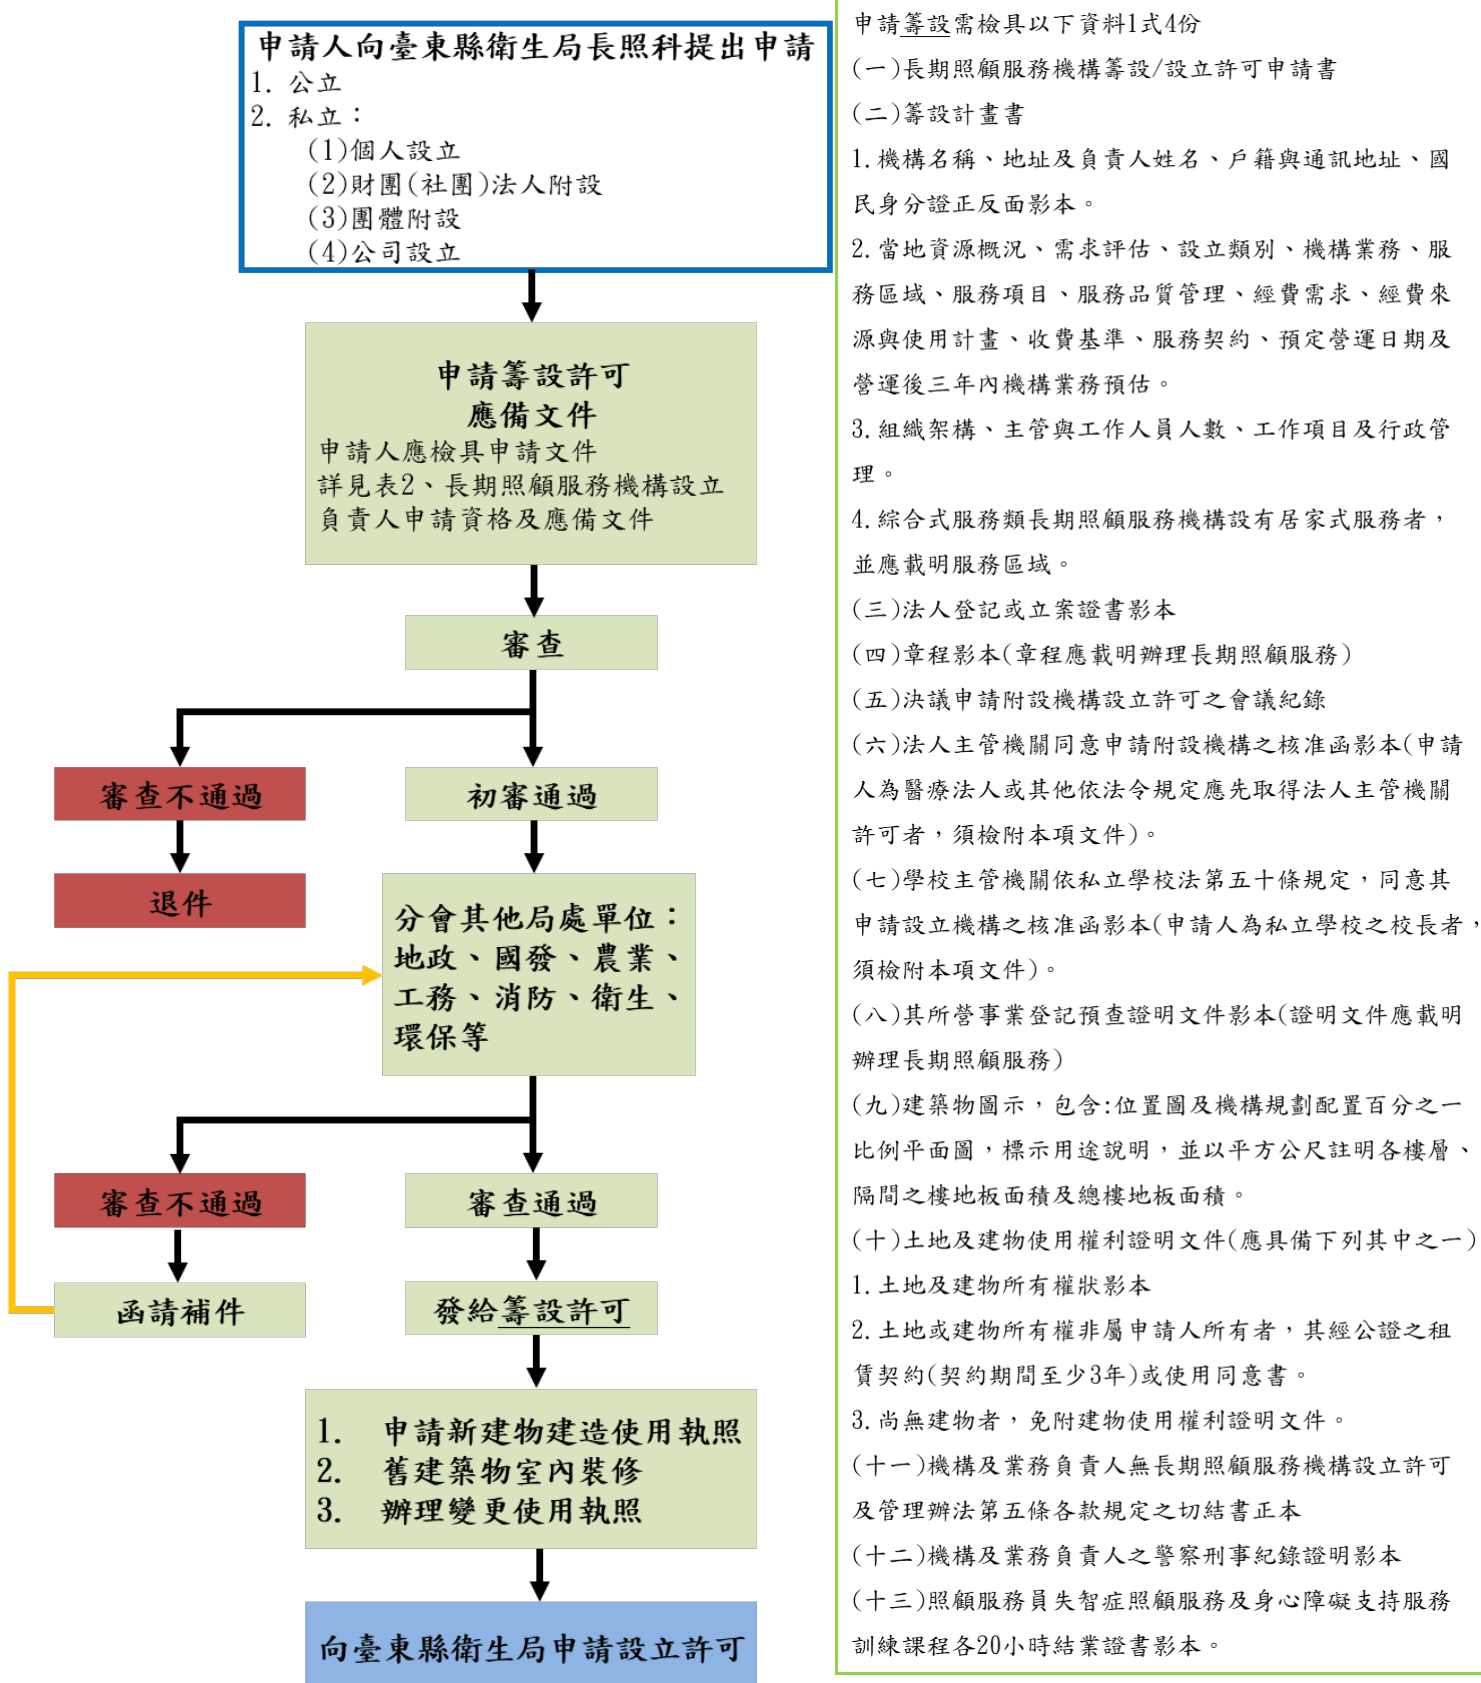 申請人向臺東縣衛生局長照科提出申請
1. 公立
2. 私立：
(1)個人設立
(2)財團(社團)法人附設
(3)團體附設
(4)公司設立
申請籌設許可
應備文件
申請人應檢具申請文件
詳見表2、長期照顧服務機構設立
負責人申請資格及應備文件
審查
審查不通過
初審通過
退件
分會其他局處單位：
地政、國發、農業、
工務、消防、衛生、
環保等
審查不通過
審查通過
函請補件
發給籌設許可
1. 申請新建物建造使用執照
2. 舊建築物室內裝修
3. 辦理變更使用執照
向臺東縣衛生局申請設立許可
申請籌設需檢具以下資料1式4份
(一)長期照顧服務機構籌設/設立許可申請書
(二)籌設計畫書
1.機構名稱、地址及負責人姓名、戶籍與通訊地址、國
民身分證正反面影本。
2.當地資源概況、需求評估、設立類別、機構業務、服
務區域、服務項目、服務品質管理、經費需求、經費來
源與使用計畫、收費基準、服務契約、預定營運日期及
營運後三年內機構業務預估。
3.組織架構、主管與工作人員人數、工作項目及行政管
理。
4.綜合式服務類長期照顧服務機構設有居家式服務者，
並應載明服務區域。
(三)法人登記或立案證書影本
(四)章程影本(章程應載明辦理長期照顧服務)
(五)決議申請附設機構設立許可之會議紀錄
(六)法人主管機關同意申請附設機構之核准函影本(申請
人為醫療法人或其他依法令規定應先取得法人主管機關
許可者，須檢附本項文件)。
(七)學校主管機關依私立學校法第五十條規定，同意其
申請設立機構之核准函影本(申請人為私立學校之校長者，
須檢附本項文件)。
(八)其所營事業登記預查證明文件影本(證明文件應載明
辦理長期照顧服務)
(九)建築物圖示，包含:位置圖及機構規劃配置百分之一
比例平面圖，標示用途說明，並以平方公尺註明各樓層、
隔間之樓地板面積及總樓地板面積。
(十)土地及建物使用權利證明文件(應具備下列其中之一)
1.土地及建物所有權狀影本
2.土地或建物所有權非屬申請人所有者，其經公證之租
賃契約(契約期間至少3年)或使用同意書。
3.尚無建物者，免附建物使用權利證明文件。
(十一)機構及業務負責人無長期照顧服務機構設立許可
及管理辦法第五條各款規定之切結書正本
(十二)機構及業務負責人之警察刑事紀錄證明影本
(十三)照顧服務員失智症照顧服務及身心障礙支持服務
訓練課程各20小時結業證書影本。